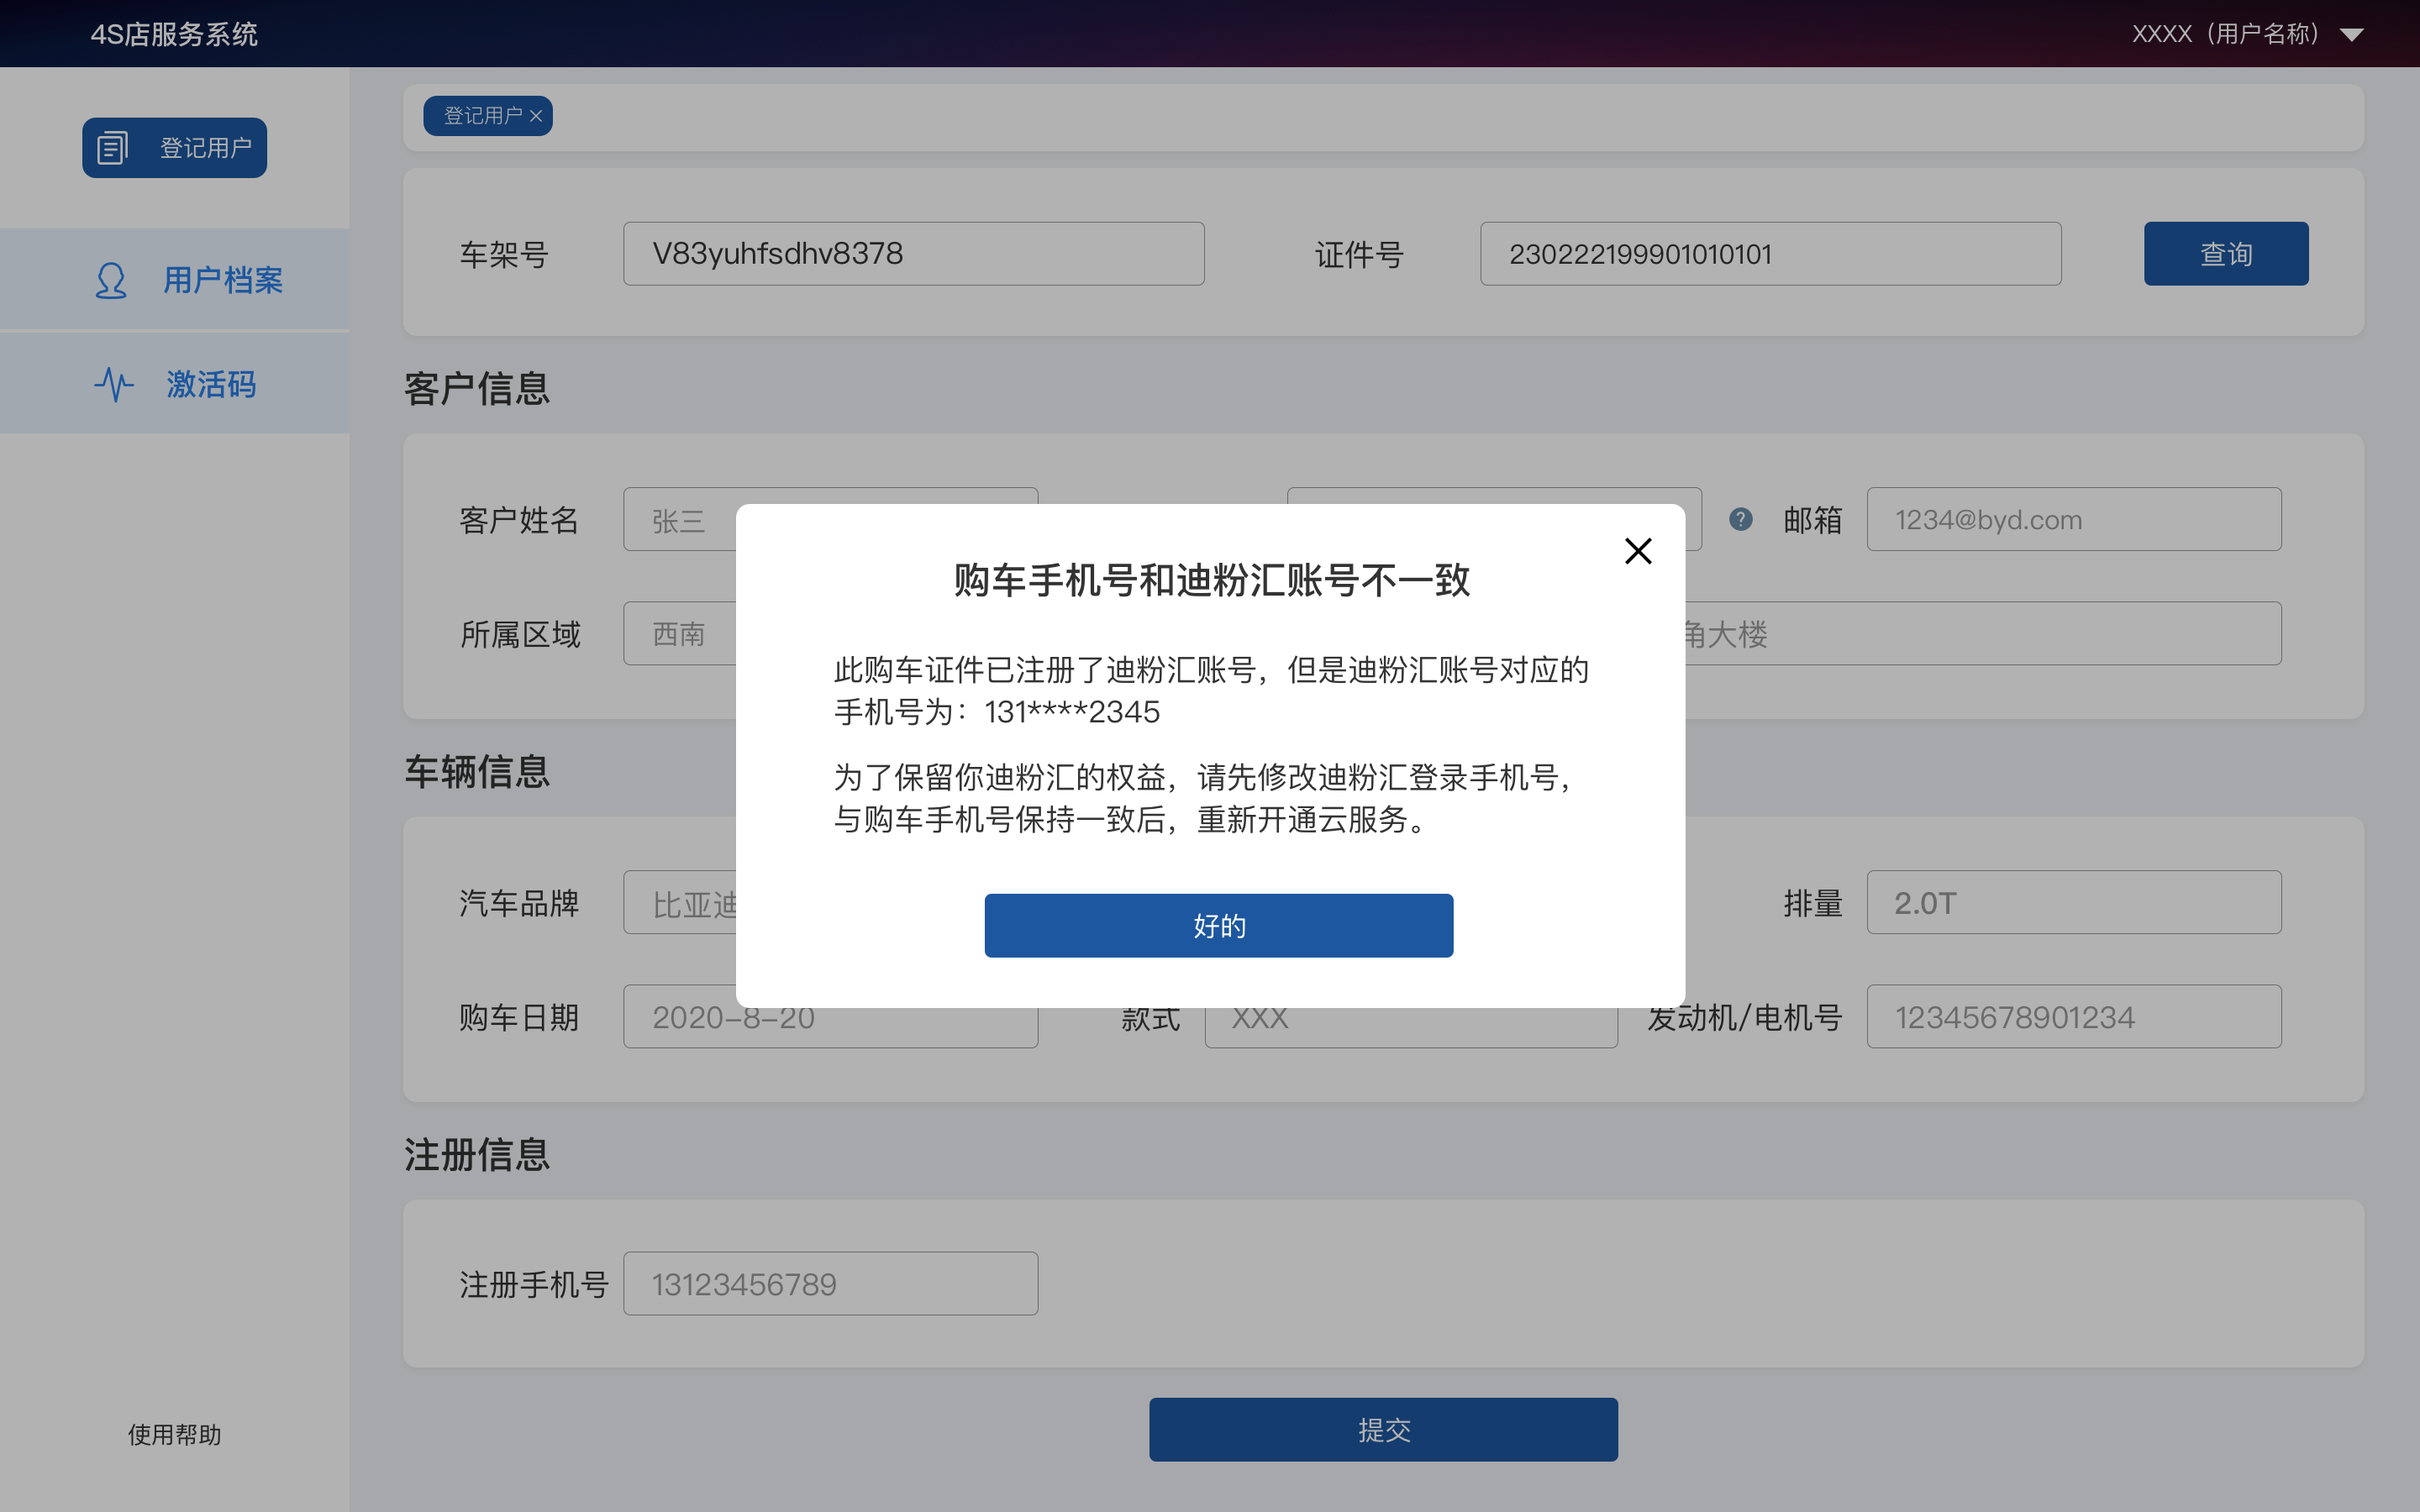 4S店服务系统
XXXX（用户名称）
登记用户
登记用户
用户档案
激活码
使用帮助
车架号 V83yuhfsdhv8378 证件号 230222199901010101 查询
客户信息
客户姓名 张三 邮箱 1234@byd.com
所属区域 西南 角大楼
车辆信息
汽车品牌 比亚迪 排量 2.0T
购车日期 2020-8-20 款式 XXX 发动机/电机号 12345678901234
注册信息
注册手机号 13123456789
提交
购车手机号和迪粉汇账号不一致
此购车证件已注册了迪粉汇账号，但是迪粉汇账号对应的
手机号为：131****2345
为了保留你迪粉汇的权益，请先修改迪粉汇登录手机号，
与购车手机号保持一致后，重新开通云服务。
好的